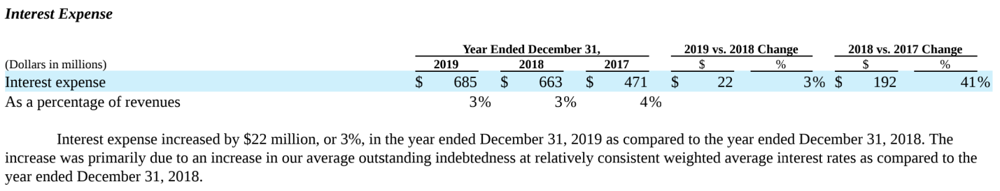 Interest Expense
Year Ended December 31, 2019 vs. 2018 Change 2018 vs. 2017 Change
(Dollars in millions) 2019 2018 2017 $ % $ %
Interest expense $ 685 $ 663 $ 471 $ 22 3% $ 192 41%
As a percentage of revenues 3% 3% 4%
Interest expense increased by $22 million, or 3%, in the year ended December 31, 2019 as compared to the year ended December 31, 2018. The
increase was primarily due to an increase in our average outstanding indebtedness at relatively consistent weighted average interest rates as compared to the
year ended December 31, 2018.